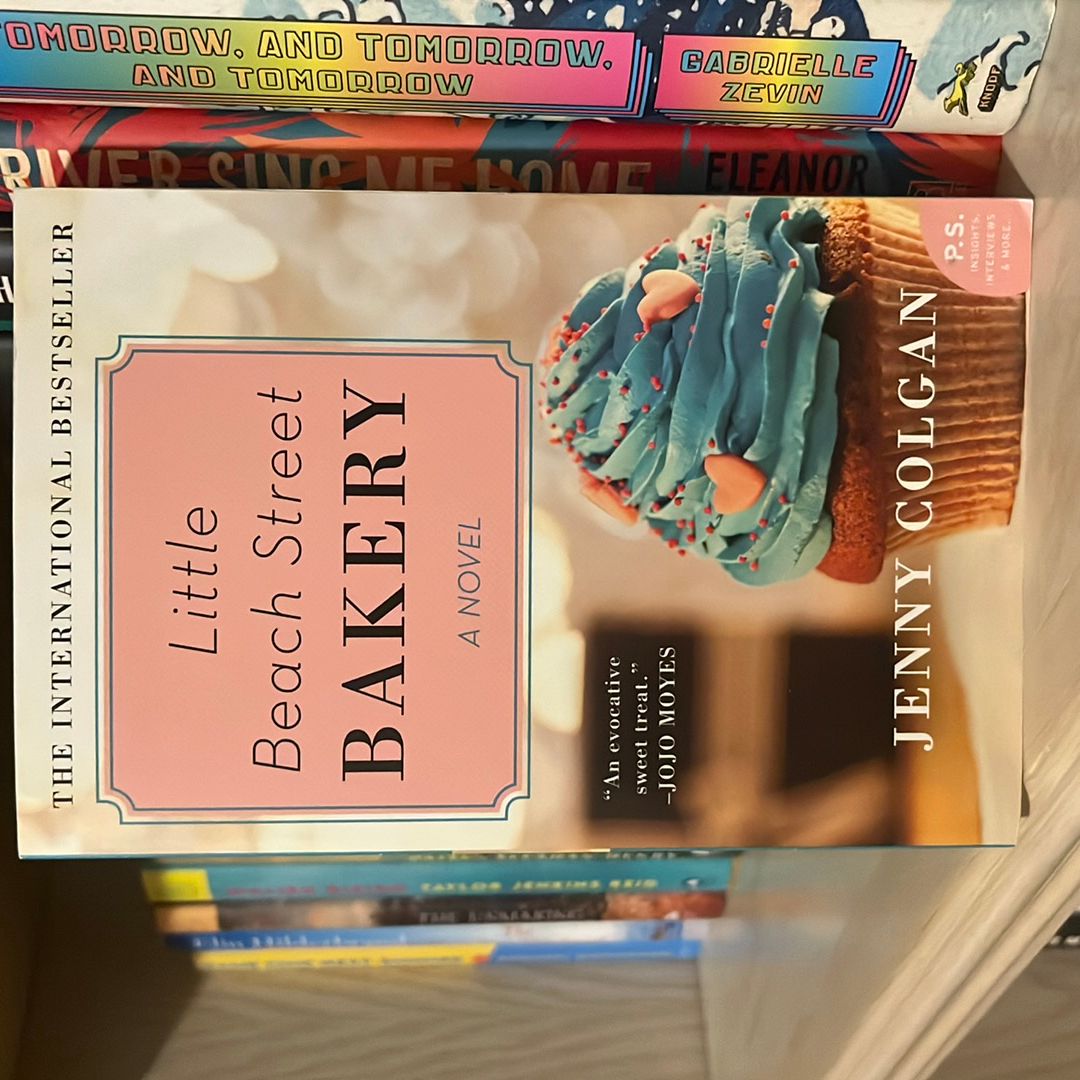 TOMORROW, AND TOMORROW,
AND TOMORROW
GABRIELLE
ZEVIN
KNOPF
RIVER SING ME HOME
ELEANOR
THE INTERNATIONAL BESTSELLER
P.S.
INSIGHTS,
INTERVIEWS
& MORE...
Little
Beach Street
BAKERY
A NOVEL
“An evocative
sweet treat.”
–JOJO MOYES
JENNY COLGAN
TAYLOR JENKINS REID